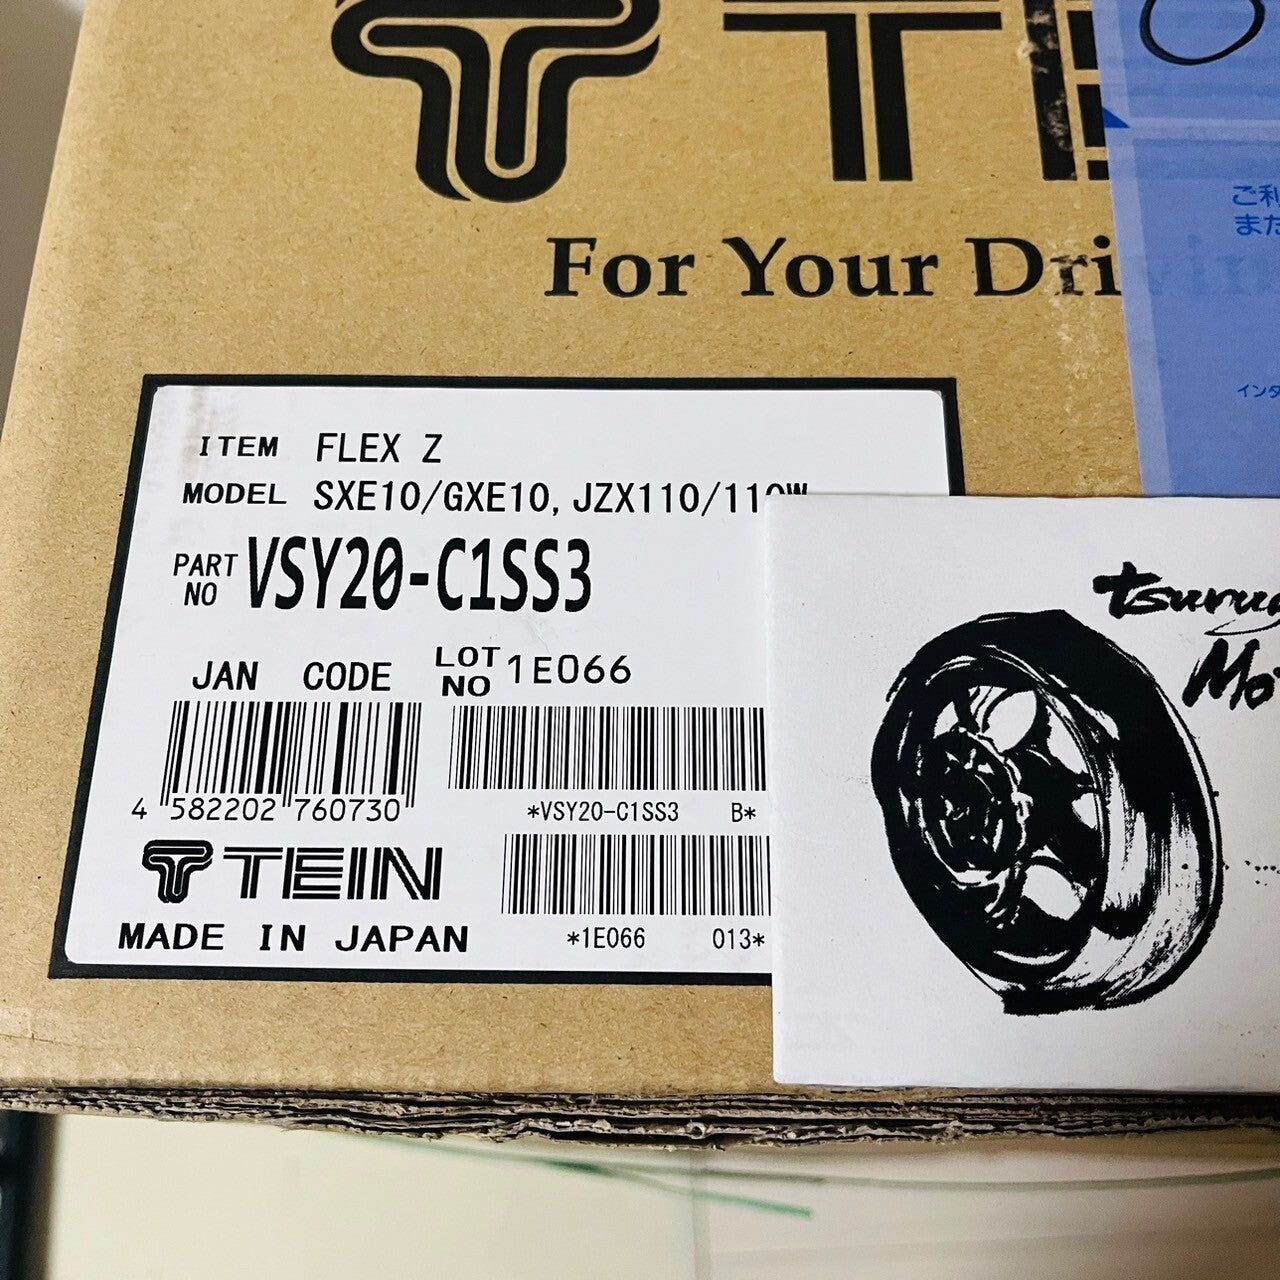 For Your
ご利
また
インタ
ITEM FLEX Z
MODEL SXE10/GXE10, JZX110/110W
PART NO VSY20-C1SS3
JAN CODE LOT NO 1E066
4 582202 760730
*VSY20-C1SS3 B*
TEIN
*1E066 013*
MADE IN JAPAN